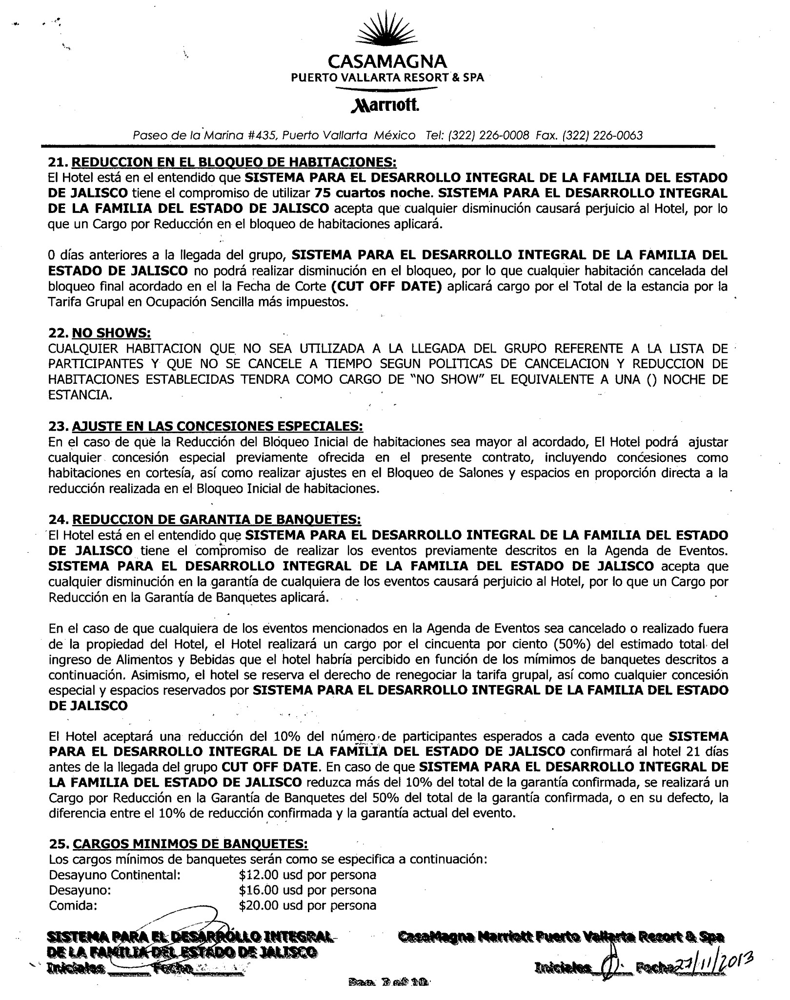 CASAMAGNA
PUERTO VALLARTA RESORT & SPA
Marriott.
Paseo de la Marina #435, Puerto Vallarta México Tel: (322) 226-0008 Fax. (322) 226-0063
21. REDUCCION EN EL BLOQUEO DE HABITACIONES:
El Hotel está en el entendido que SISTEMA PARA EL DESARROLLO INTEGRAL DE LA FAMILIA DEL ESTADO
DE JALISCO tiene el compromiso de utilizar 75 cuartos noche. SISTEMA PARA EL DESARROLLO INTEGRAL
DE LA FAMILIA DEL ESTADO DE JALISCO acepta que cualquier disminución causará perjuicio al Hotel, por lo
que un Cargo por Reducción en el bloqueo de habitaciones aplicará.
0 días anteriores a la llegada del grupo, SISTEMA PARA EL DESARROLLO INTEGRAL DE LA FAMILIA DEL
ESTADO DE JALISCO no podrá realizar disminución en el bloqueo, por lo que cualquier habitación cancelada del
bloqueo final acordado en el la Fecha de Corte (CUT OFF DATE) aplicará cargo por el Total de la estancia por la
Tarifa Grupal en Ocupación Sencilla más impuestos.
22. NO SHOWS:
CUALQUIER HABITACION QUE NO SEA UTILIZADA A LA LLEGADA DEL GRUPO REFERENTE A LA LISTA DE
PARTICIPANTES Y QUE NO SE CANCELE A TIEMPO SEGUN POLITICAS DE CANCELACION Y REDUCCION DE
HABITACIONES ESTABLECIDAS TENDRA COMO CARGO DE "NO SHOW" EL EQUIVALENTE A UNA () NOCHE DE
ESTANCIA.
23. AJUSTE EN LAS CONCESIONES ESPECIALES:
En el caso de que la Reducción del Bloqueo Inicial de habitaciones sea mayor al acordado, El Hotel podrá ajustar
cualquier concesión especial previamente ofrecida en el presente contrato, incluyendo concesiones como
habitaciones en cortesía, así como realizar ajustes en el Bloqueo de Salones y espacios en proporción directa a la
reducción realizada en el Bloqueo Inicial de habitaciones.
24. REDUCCION DE GARANTIA DE BANQUETES:
El Hotel está en el entendido que SISTEMA PARA EL DESARROLLO INTEGRAL DE LA FAMILIA DEL ESTADO
DE JALISCO tiene el compromiso de realizar los eventos previamente descritos en la Agenda de Eventos.
SISTEMA PARA EL DESARROLLO INTEGRAL DE LA FAMILIA DEL ESTADO DE JALISCO acepta que
cualquier disminución en la garantía de cualquiera de los eventos causará perjuicio al Hotel, por lo que un Cargo por
Reducción en la Garantía de Banquetes aplicará.
En el caso de que cualquiera de los eventos mencionados en la Agenda de Eventos sea cancelado o realizado fuera
de la propiedad del Hotel, el Hotel realizará un cargo por el cincuenta por ciento (50%) del estimado total del
ingreso de Alimentos y Bebidas que el hotel habría percibido en función de los mímimos de banquetes descritos a
continuación. Asimismo, el hotel se reserva el derecho de renegociar la tarifa grupal, así como cualquier concesión
especial y espacios reservados por SISTEMA PARA EL DESARROLLO INTEGRAL DE LA FAMILIA DEL ESTADO
DE JALISCO
El Hotel aceptará una reducción del 10% del número de participantes esperados a cada evento que SISTEMA
PARA EL DESARROLLO INTEGRAL DE LA FAMILIA DEL ESTADO DE JALISCO confirmará al hotel 21 días
antes de la llegada del grupo CUT OFF DATE. En caso de que SISTEMA PARA EL DESARROLLO INTEGRAL DE
LA FAMILIA DEL ESTADO DE JALISCO reduzca más del 10% del total de la garantía confirmada, se realizará un
Cargo por Reducción en la Garantía de Banquetes del 50% del total de la garantía confirmada, o en su defecto, la
diferencia entre el 10% de reducción confirmada y la garantía actual del evento.
25. CARGOS MINIMOS DE BANQUETES:
Los cargos mínimos de banquetes serán como se especifica a continuación:
Desayuno Continental: $12.00 usd por persona
Desayuno: $16.00 usd por persona
Comida: $20.00 usd por persona
SISTEMA PARA EL DESARROLLO INTEGRAL CasaMagna Marriott Puerto Vallarta Resort & Spa
DE LA FAMILIA DEL ESTADO DE JALISCO
Iniciales ______ Fecha ______ Iniciales ______ Fecha 27/11/2013
Pag. 7 of 10